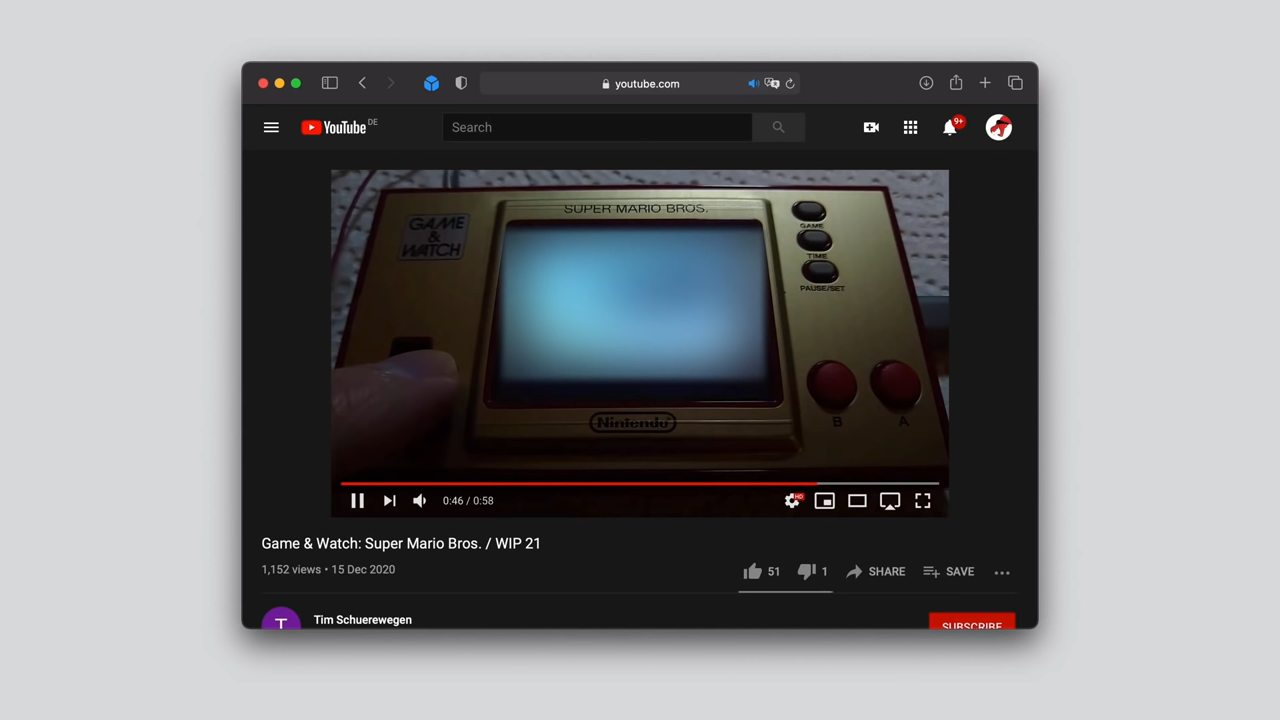 youtube.com
YouTube DE
Search
9+
SUPER MARIO BROS.
GAME
&
WATCH
GAME
TIME
PAUSE/SET
B
A
Nintendo
HD
0:46 / 0:58
Game & Watch: Super Mario Bros. / WIP 21
1,152 views • 15 Dec 2020
51
1
SHARE
SAVE
T
Tim Schuerewegen
SUBSCRIBE